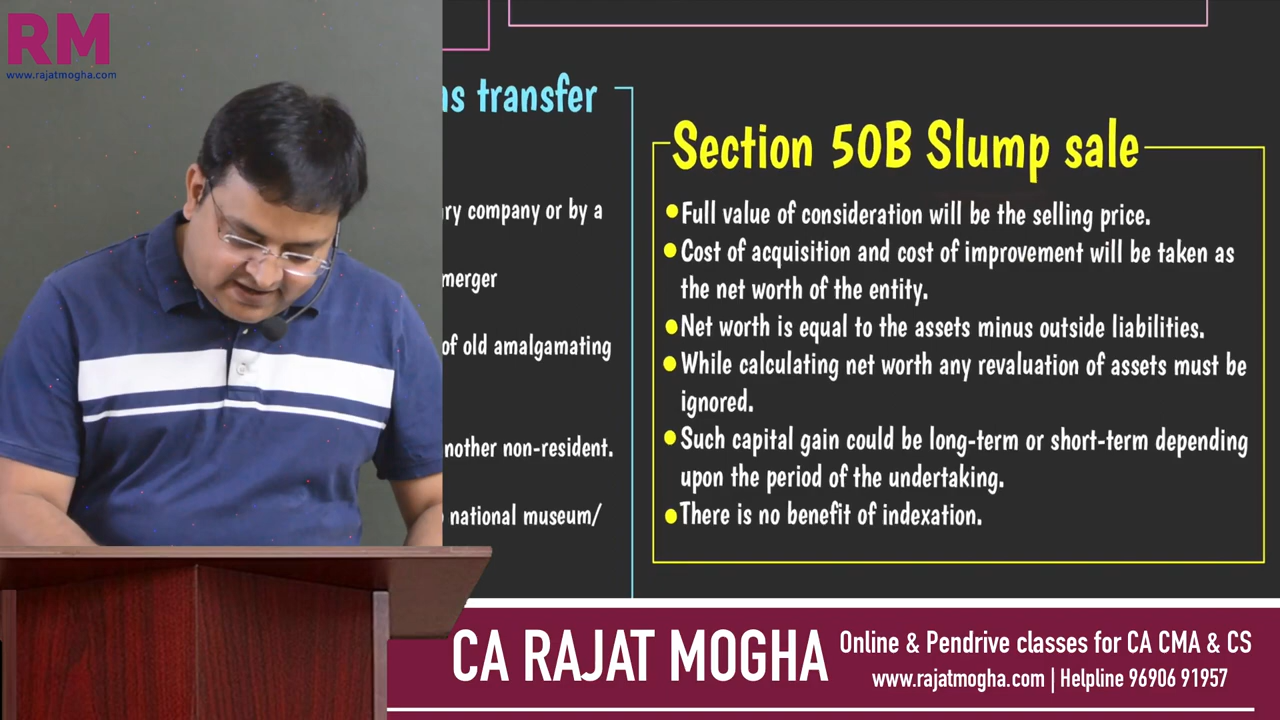 RM
www.rajatmogha.com
ns transfer
ry company or by a
merger
of old amalgamating
nother non-resident.
national museum/
Section 50B Slump sale
•Full value of consideration will be the selling price.
•Cost of acquisition and cost of improvement will be taken as
the net worth of the entity.
•Net worth is equal to the assets minus outside liabilities.
•While calculating net worth any revaluation of assets must be
ignored.
•Such capital gain could be long-term or short-term depending
upon the period of the undertaking.
•There is no benefit of indexation.
CA RAJAT MOGHA
Online & Pendrive classes for CA CMA & CS
www.rajatmogha.com | Helpline 96906 91957